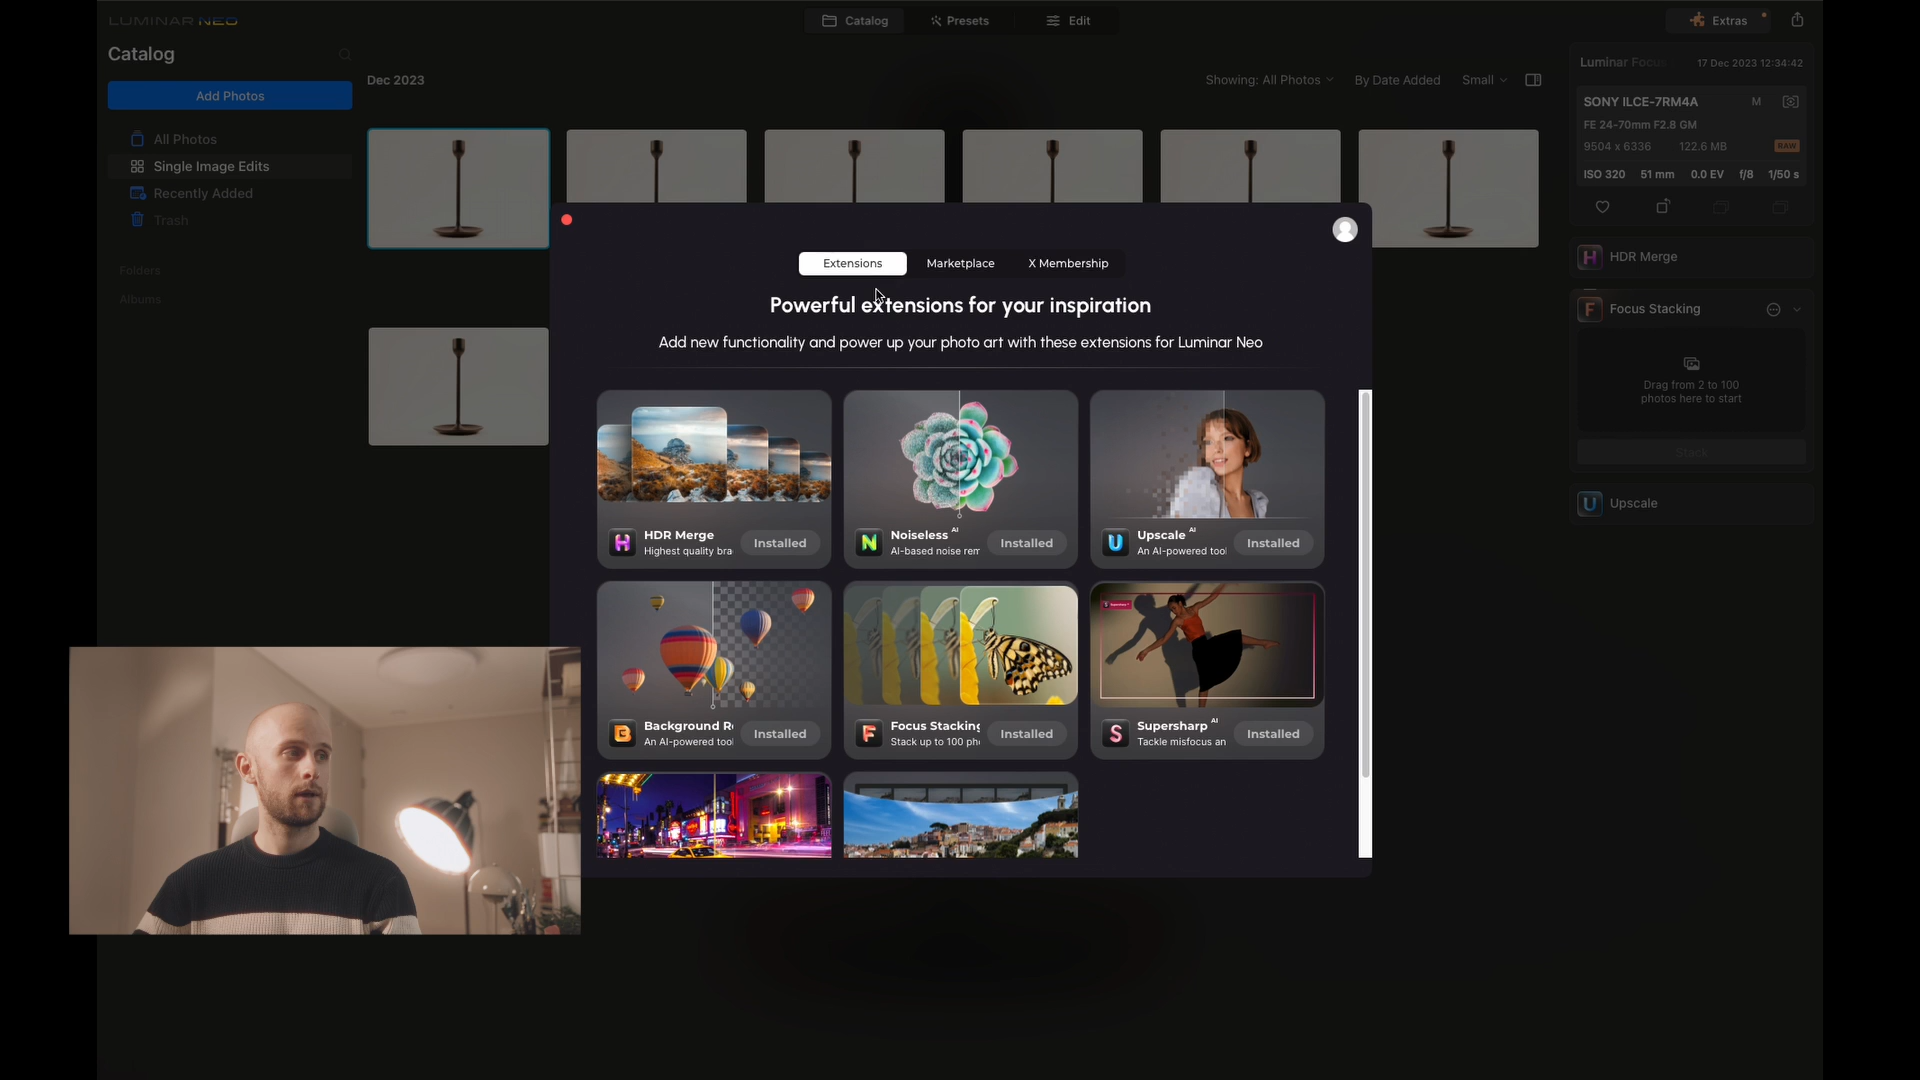 LUMINAR NEO
Catalog
Presets
Edit
Extras
Catalog
Add Photos
All Photos
Single Image Edits
Recently Added
Trash
Folders
Albums
Dec 2023
Showing: All Photos
By Date Added
Small
Luminar Focus
17 Dec 2023 12:34:42
SONY ILCE-7RM4A
M
FE 24-70mm F2.8 GM
9504 x 6336
122.6 MB
RAW
ISO 320
51 mm
0.0 EV
f/8
1/50 s
HDR Merge
Focus Stacking
Drag from 2 to 100
photos here to start
Stack
Upscale
Extensions
Marketplace
X Membership
Powerful extensions for your inspiration
Add new functionality and power up your photo art with these extensions for Luminar Neo
H
HDR Merge
Highest quality bra
Installed
N
Noiseless AI
AI-based noise rem
Installed
U
Upscale AI
An AI-powered tool
Installed
B
Background R
An AI-powered tool
Installed
F
Focus Stacking
Stack up to 100 ph
Installed
S
Supersharp AI
Tackle misfocus an
Installed